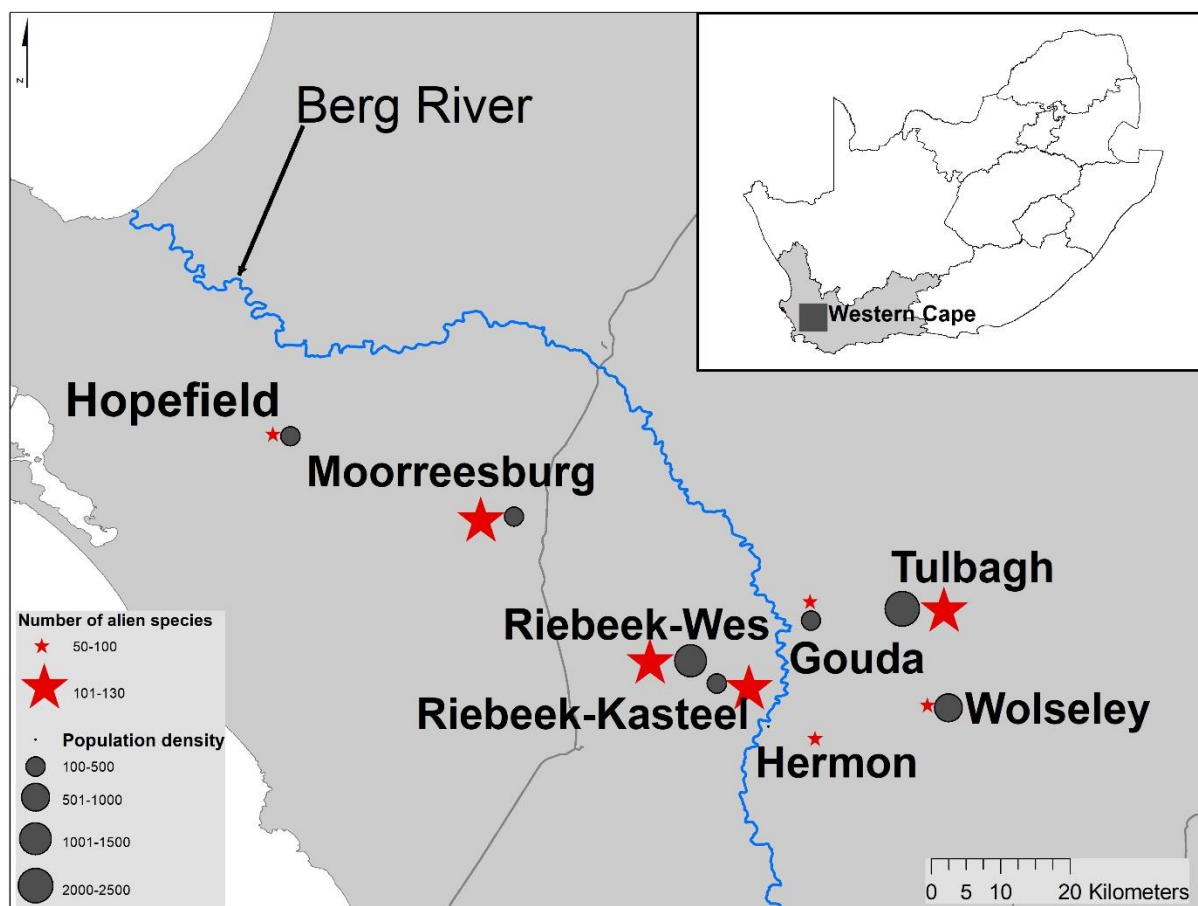 Z
Berg River
Western Cape
Hopefield
Moorreesburg
Tulbagh
Riebeek-Wes
Gouda
Riebeek-Kasteel
Wolseley
Hermon
Number of alien species
50-100
101-130
Population density
100-500
501-1000
1001-1500
2000-2500
0 5 10 20 Kilometers